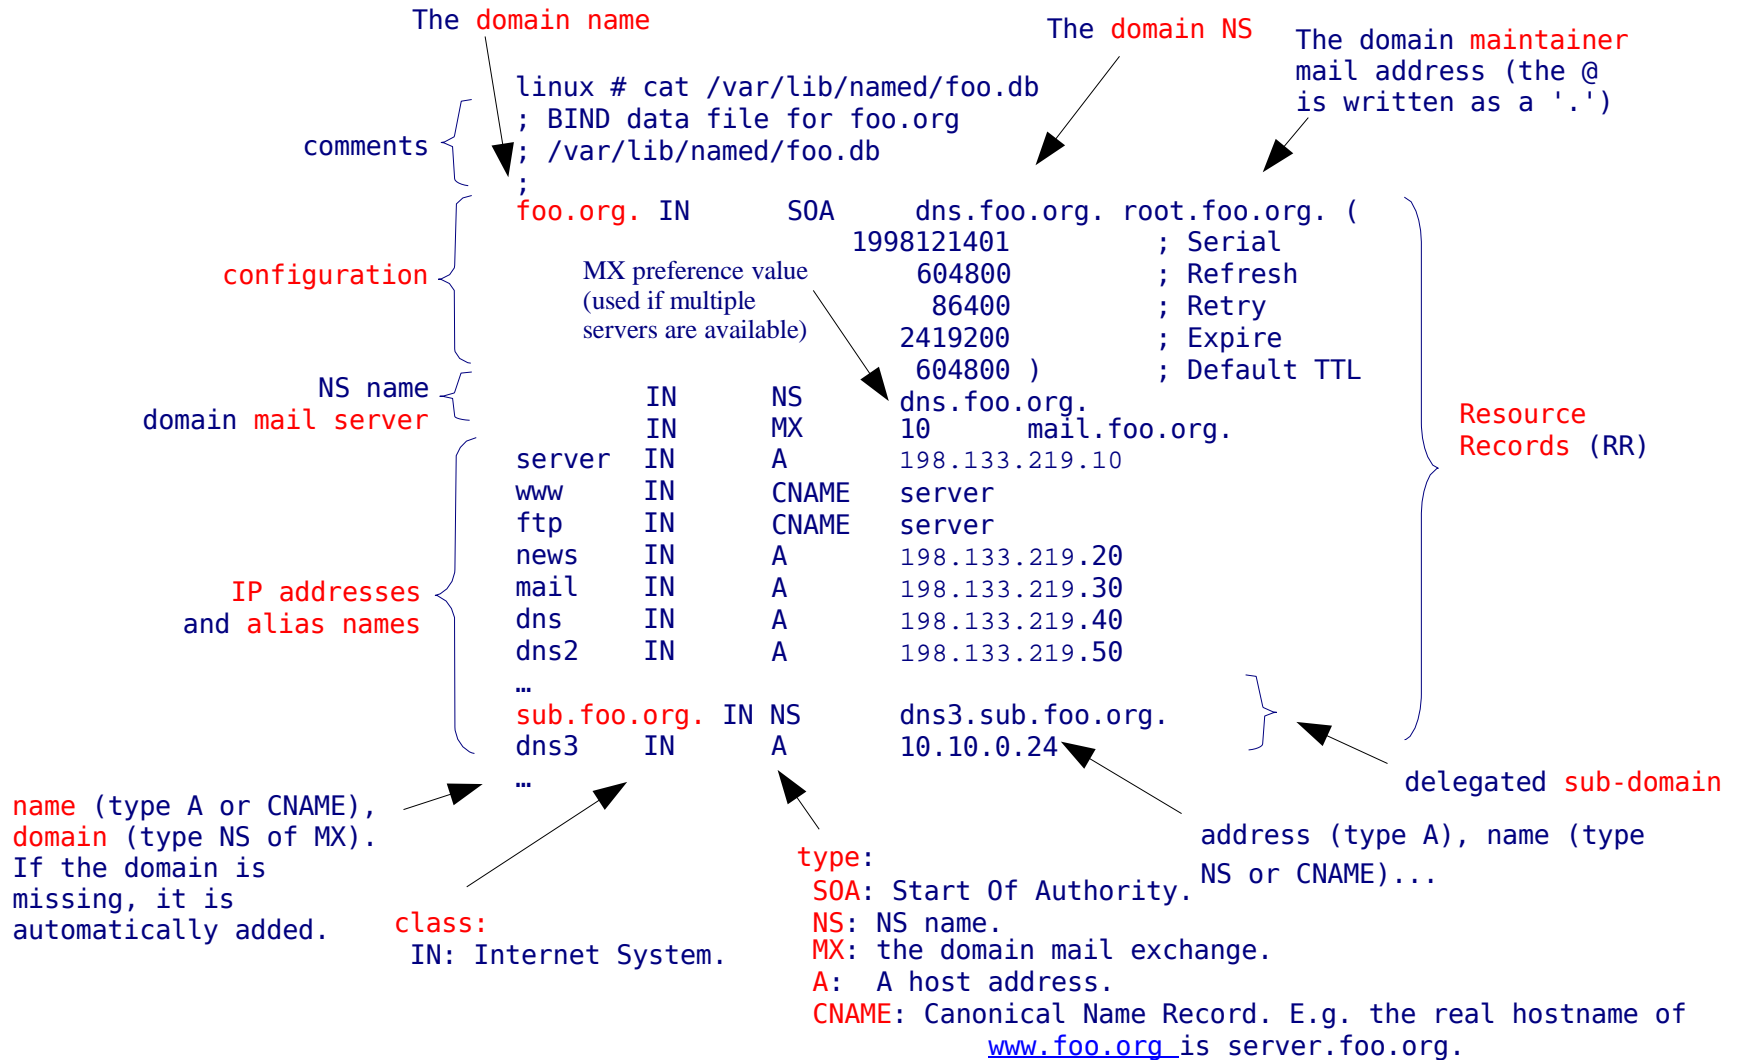 The domain name
The domain NS
The domain maintainer
mail address (the @
is written as a '.')
linux # cat /var/lib/named/foo.db
; BIND data file for foo.org
; /var/lib/named/foo.db
;
comments
foo.org. IN SOA dns.foo.org. root.foo.org. (
1998121401 ; Serial
604800 ; Refresh
86400 ; Retry
2419200 ; Expire
604800 ) ; Default TTL
configuration
MX preference value
(used if multiple
servers are available)
NS name
domain mail server
IN NS dns.foo.org.
IN MX 10 mail.foo.org.
server IN A 198.133.219.10
www IN CNAME server
ftp IN CNAME server
news IN A 198.133.219.20
mail IN A 198.133.219.30
dns IN A 198.133.219.40
dns2 IN A 198.133.219.50
…
sub.foo.org. IN NS dns3.sub.foo.org.
dns3 IN A 10.10.0.24
…
IP addresses
and alias names
Resource
Records (RR)
delegated sub-domain
name (type A or CNAME),
domain (type NS of MX).
If the domain is
missing, it is
automatically added.
class:
IN: Internet System.
type:
SOA: Start Of Authority.
NS: NS name.
MX: the domain mail exchange.
A: A host address.
CNAME: Canonical Name Record. E.g. the real hostname of
www.foo.org is server.foo.org.
address (type A), name (type
NS or CNAME)...